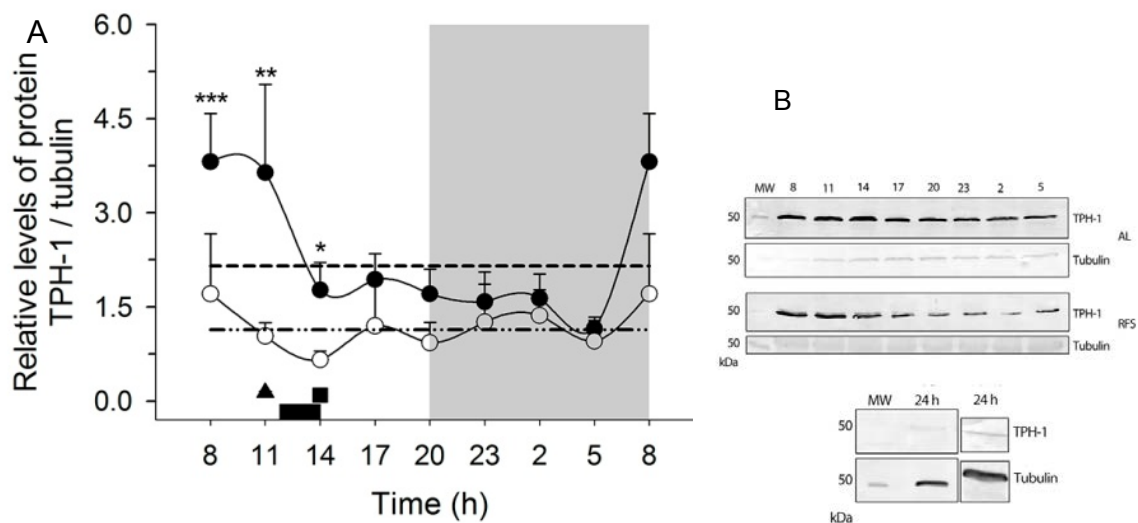 A
Relative levels of protein
TPH-1 / tubulin
6.0
4.5
3.0
1.5
0.0
***
**
*
8 11 14 17 20 23 2 5 8
Time (h)
B
MW 8 11 14 17 20 23 2 5
50 TPH-1
AL
50 Tubulin
50 TPH-1
RFS
50 Tubulin
kDa
MW 24 h 24 h
50 TPH-1
50 Tubulin
kDa